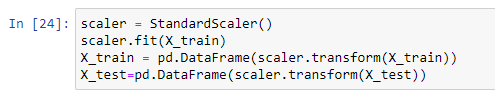 In [24]: scaler = StandardScaler()
scaler.fit(X_train)
X_train = pd.DataFrame(scaler.transform(X_train))
X_test=pd.DataFrame(scaler.transform(X_test))